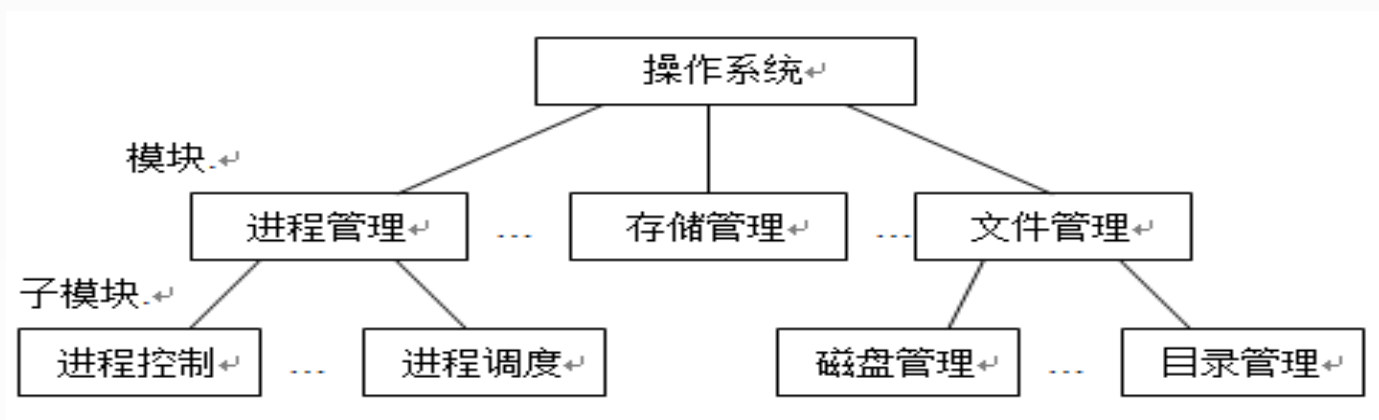 操作系统
模块
进程管理 … 存储管理 … 文件管理
子模块
进程控制 … 进程调度 磁盘管理 … 目录管理